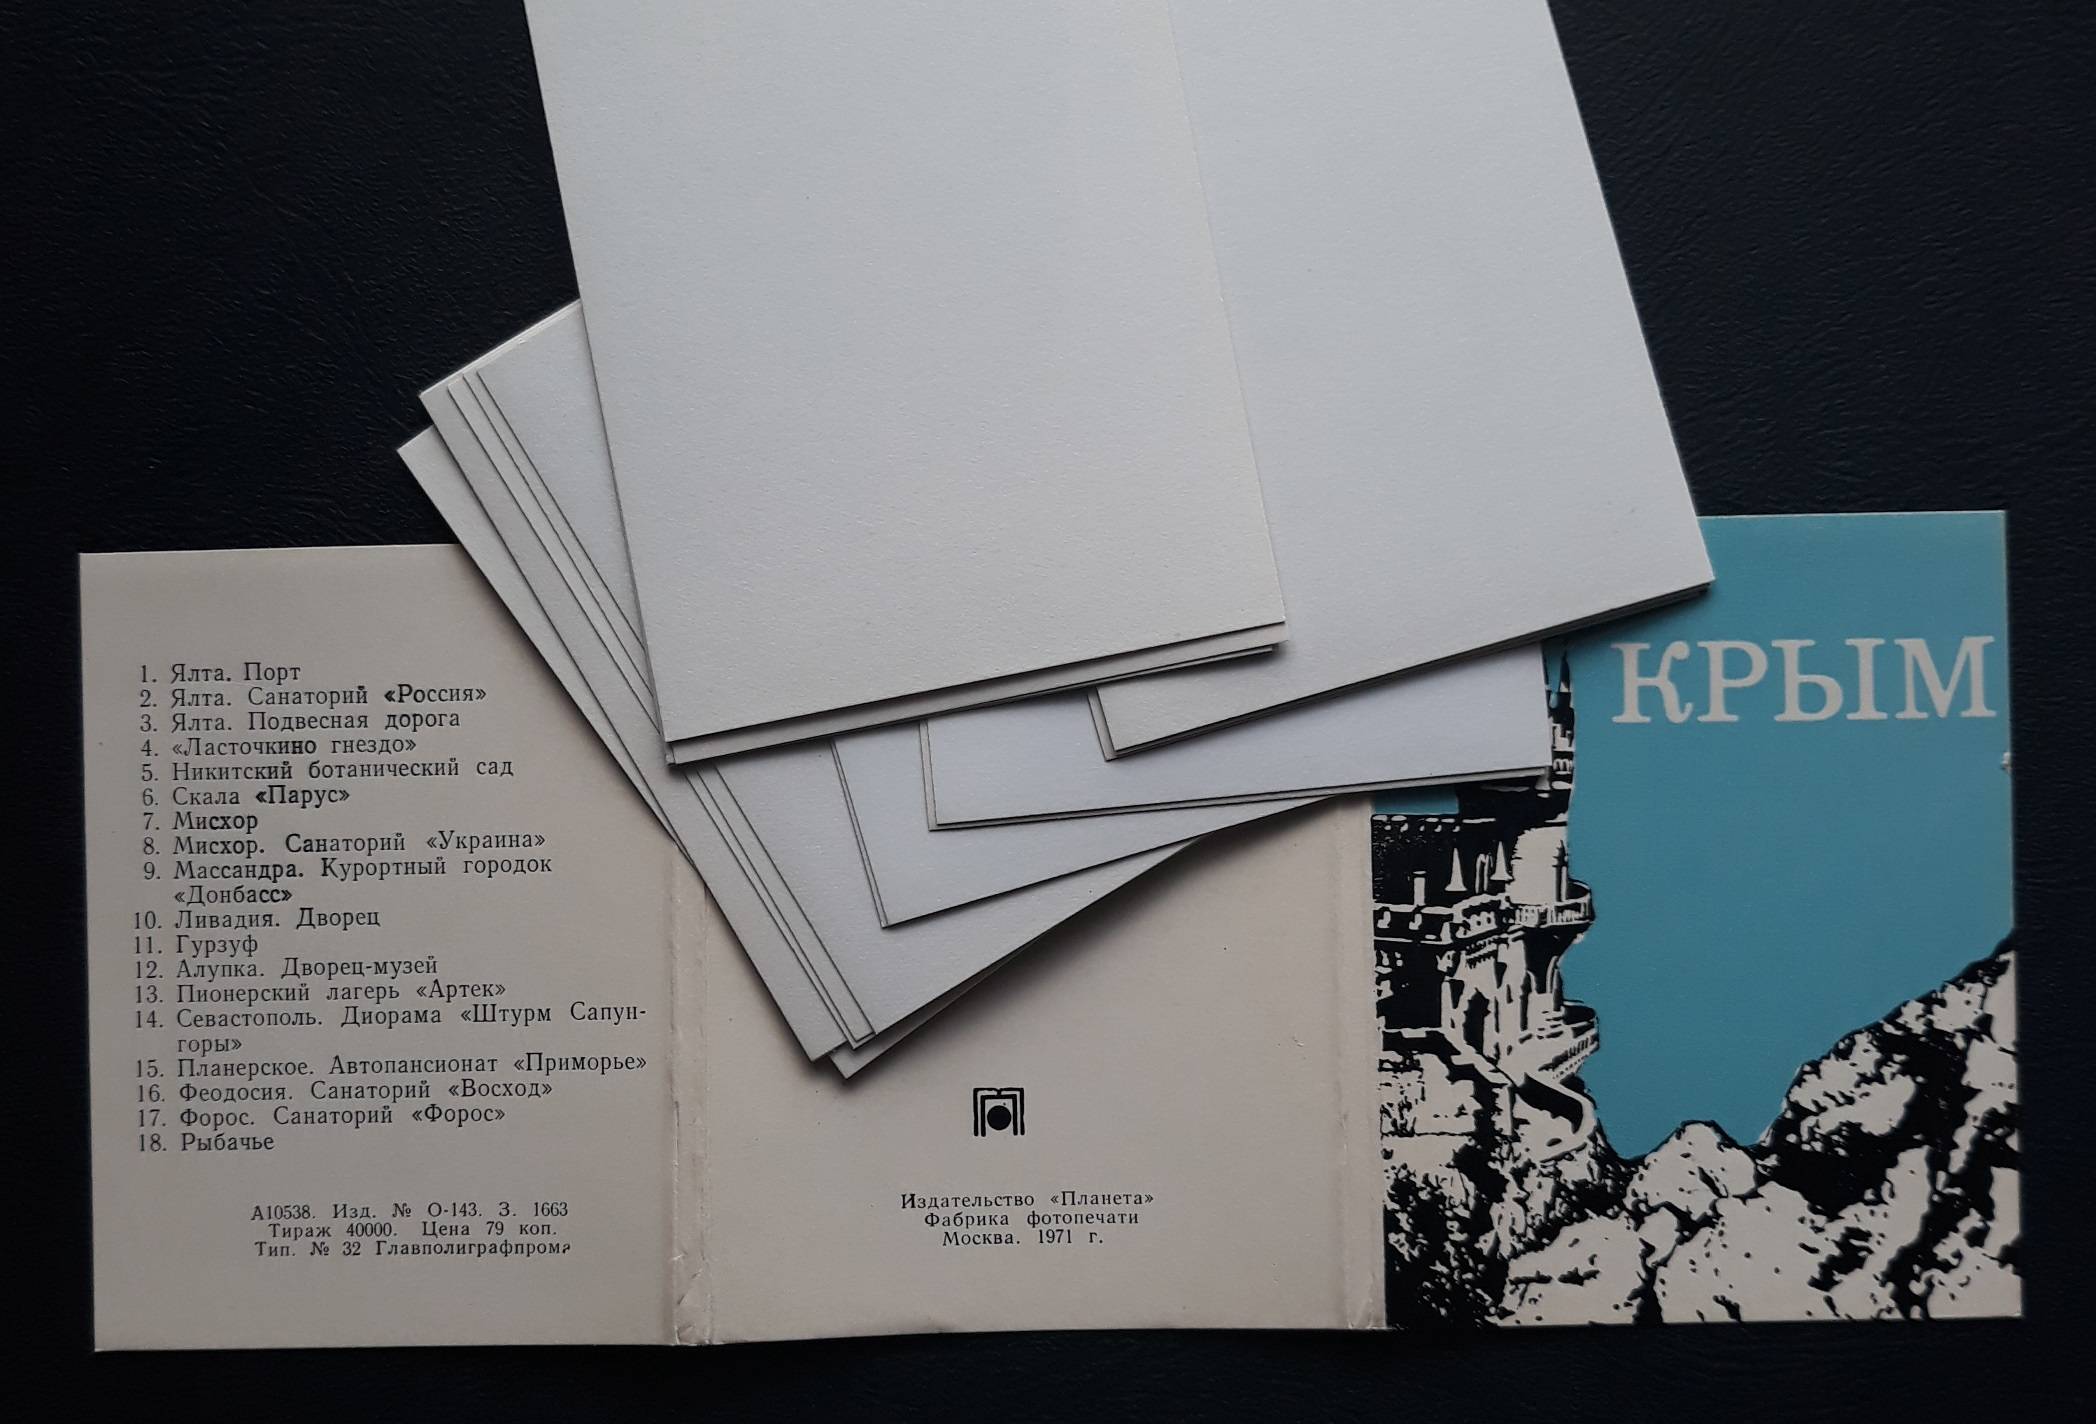 1. Ялта. Порт
2. Ялта. Санаторий «Россия»
3. Ялта. Подвесная дорога
4. «Ласточкино гнездо»
5. Никитский ботанический сад
6. Скала «Парус»
7. Мисхор
8. Мисхор. Санаторий «Украина»
9. Массандра. Курортный городок
«Донбасс»
10. Ливадия. Дворец
11. Гурзуф
12. Алупка. Дворец-музей
13. Пионерский лагерь «Артек»
14. Севастополь. Диорама «Штурм Сапун-
горы»
15. Планерское. Автопансионат «Приморье»
16. Феодосия. Санаторий «Восход»
17. Форос. Санаторий «Форос»
18. Рыбачье
А10538. Изд. № О-143. З. 1663
Тираж 40000. Цена 79 коп.
Тип. № 32 Главполиграфпрома
Издательство «Планета»
Фабрика фотопечати
Москва. 1971 г.
КРЫМ